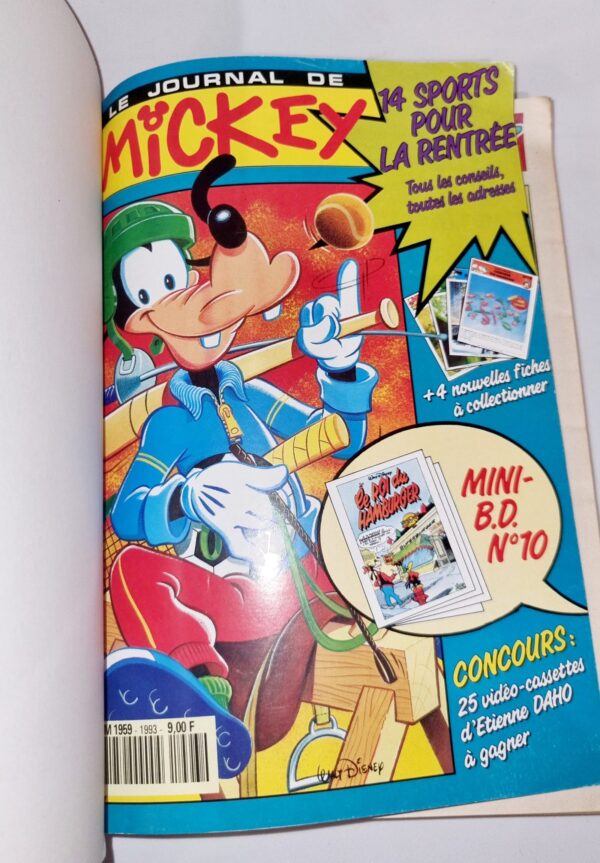 LE JOURNAL DE
MICKEY
14 SPORTS
POUR
LA RENTRÉE
Tous les conseils,
toutes les adresses
+4 nouvelles fiches
à collectionner
Walt Disney
Le ROI du
HAMBURGER
MINI-
B.D.
N°10
CONCOURS:
25 vidéo-cassettes
d'Etienne DAHO
à gagner
M 1959 - 1993 - 9,00 F
WALT DISNEY